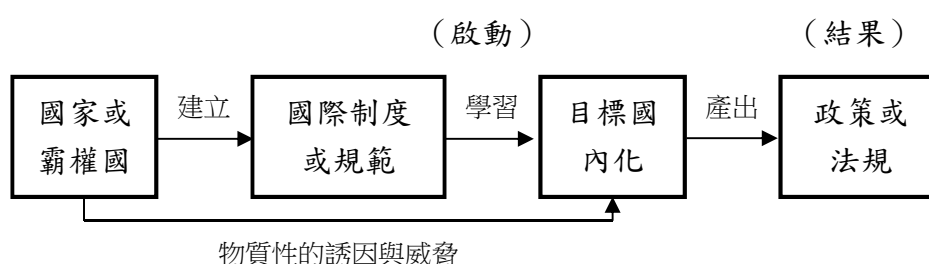 （啟動）
（結果）
國家或
霸權國
建立
國際制度
或規範
學習
目標國
內化
產出
政策或
法規
物質性的誘因與威脅